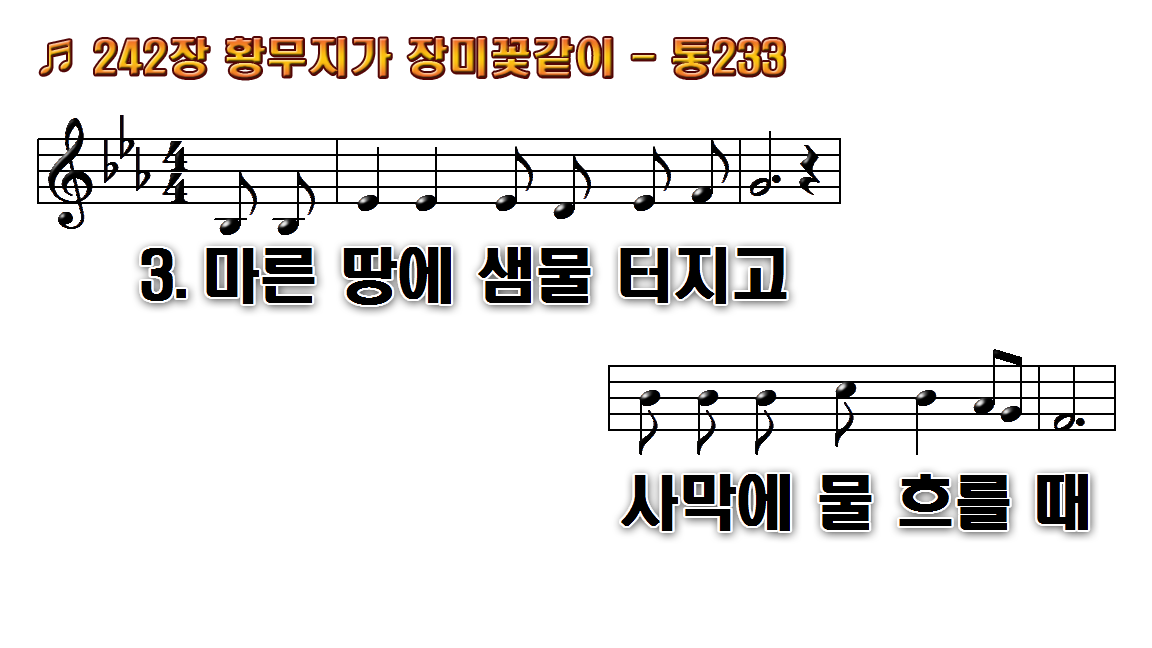 ♬ 242장 황무지가 장미꽃같이 - 통233
3. 마른 땅에 샘물 터지고
사막에 물 흐를 때